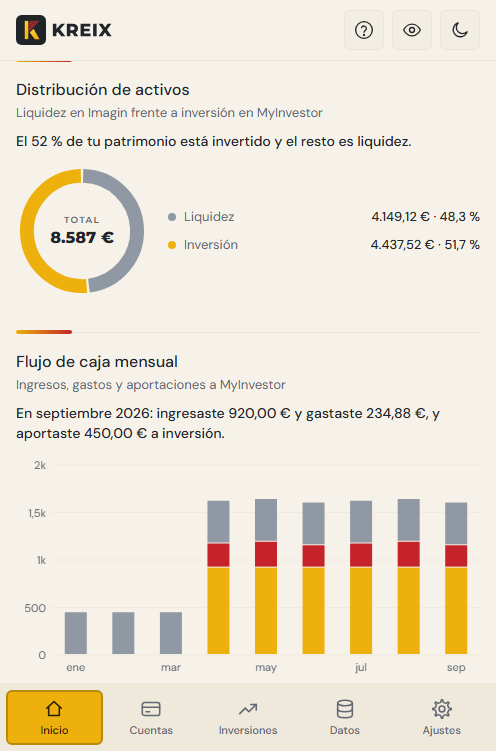 KREIX
Distribución de activos
Liquidez en Imagin frente a inversión en MyInvestor
El 52 % de tu patrimonio está invertido y el resto es liquidez.
TOTAL
8.587 €
Liquidez 4.149,12 € · 48,3 %
Inversión 4.437,52 € · 51,7 %
Flujo de caja mensual
Ingresos, gastos y aportaciones a MyInvestor
En septiembre 2026: ingresaste 920,00 € y gastaste 234,88 €, y
aportaste 450,00 € a inversión.
2k
1,5k
1k
500
0
ene mar may jul sep
Inicio Cuentas Inversiones Datos Ajustes